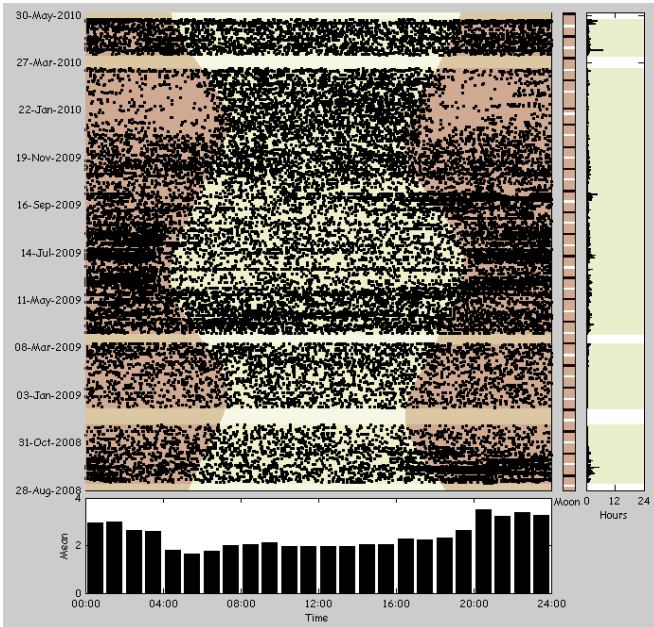 30-May-2010
27-Mar-2010
22-Jan-2010
19-Nov-2009
16-Sep-2009
14-Jul-2009
11-May-2009
08-Mar-2009
03-Jan-2009
31-Oct-2008
28-Aug-2008
Moon
0 12 24
Hours
4
2
0
Mean
00:00 04:00 08:00 12:00 16:00 20:00 24:00
Time